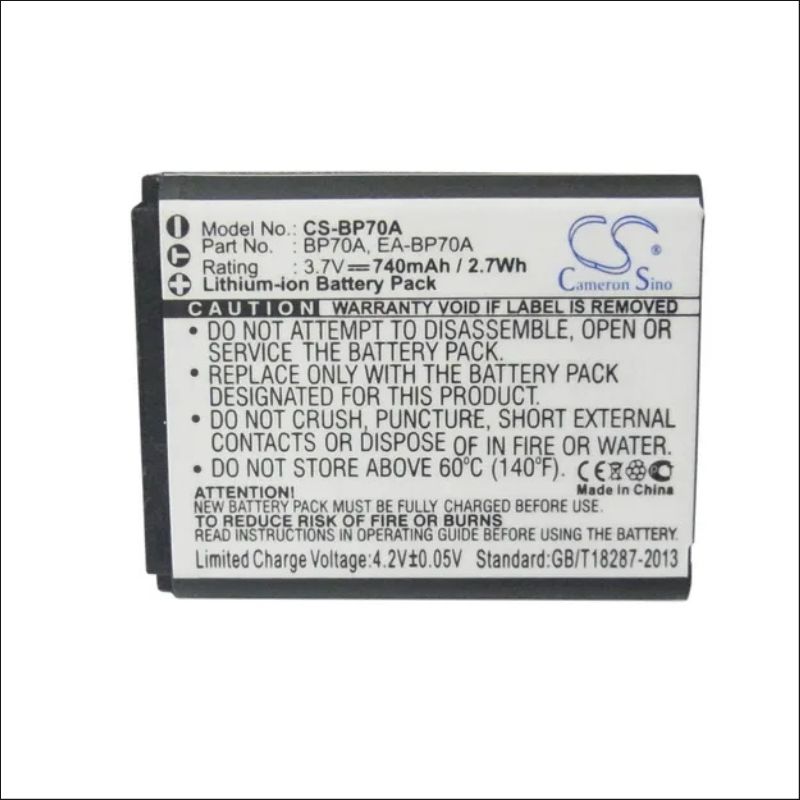 Model No.: CS-BP70A
Part No. : BP70A, EA-BP70A
Rating : 3.7V 740mAh / 2.7Wh
Lithium-ion Battery Pack
CS
Cameron Sino
®
CAUTION! WARRANTY VOID IF LABEL IS REMOVED
• DO NOT ATTEMPT TO DISASSEMBLE, OPEN OR
SERVICE THE BATTERY PACK.
• REPLACE ONLY WITH THE BATTERY PACK
DESIGNATED FOR THIS PRODUCT.
• DO NOT CRUSH, PUNCTURE, SHORT EXTERNAL
CONTACTS OR DISPOSE OF IN FIRE OR WATER.
• DO NOT STORE ABOVE 60°C (140°F).
CE
Made in China
ATTENTION!
NEW BATTERY PACK MUST BE FULLY CHARGED BEFORE USE
TO REDUCE RISK OF FIRE OR BURNS
READ INSTRUCTIONS IN OPERATING GUIDE BEFORE USING BATTERY PACK
Limited Charge Voltage:4.2V±0.05V Standard:GB/T18287-2013